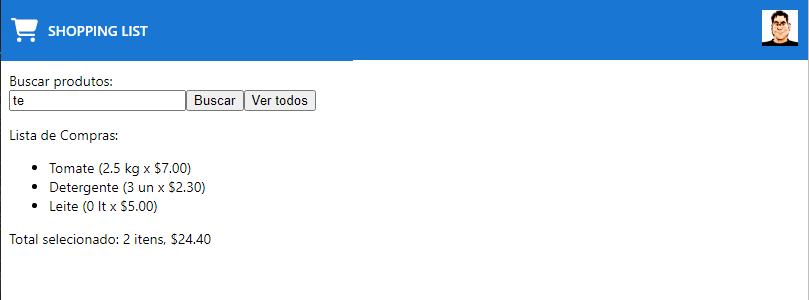 SHOPPING LIST
Buscar produtos:
te Buscar Ver todos
Lista de Compras:
Tomate (2.5 kg x $7.00)
Detergente (3 un x $2.30)
Leite (0 lt x $5.00)
Total selecionado: 2 itens, $24.40